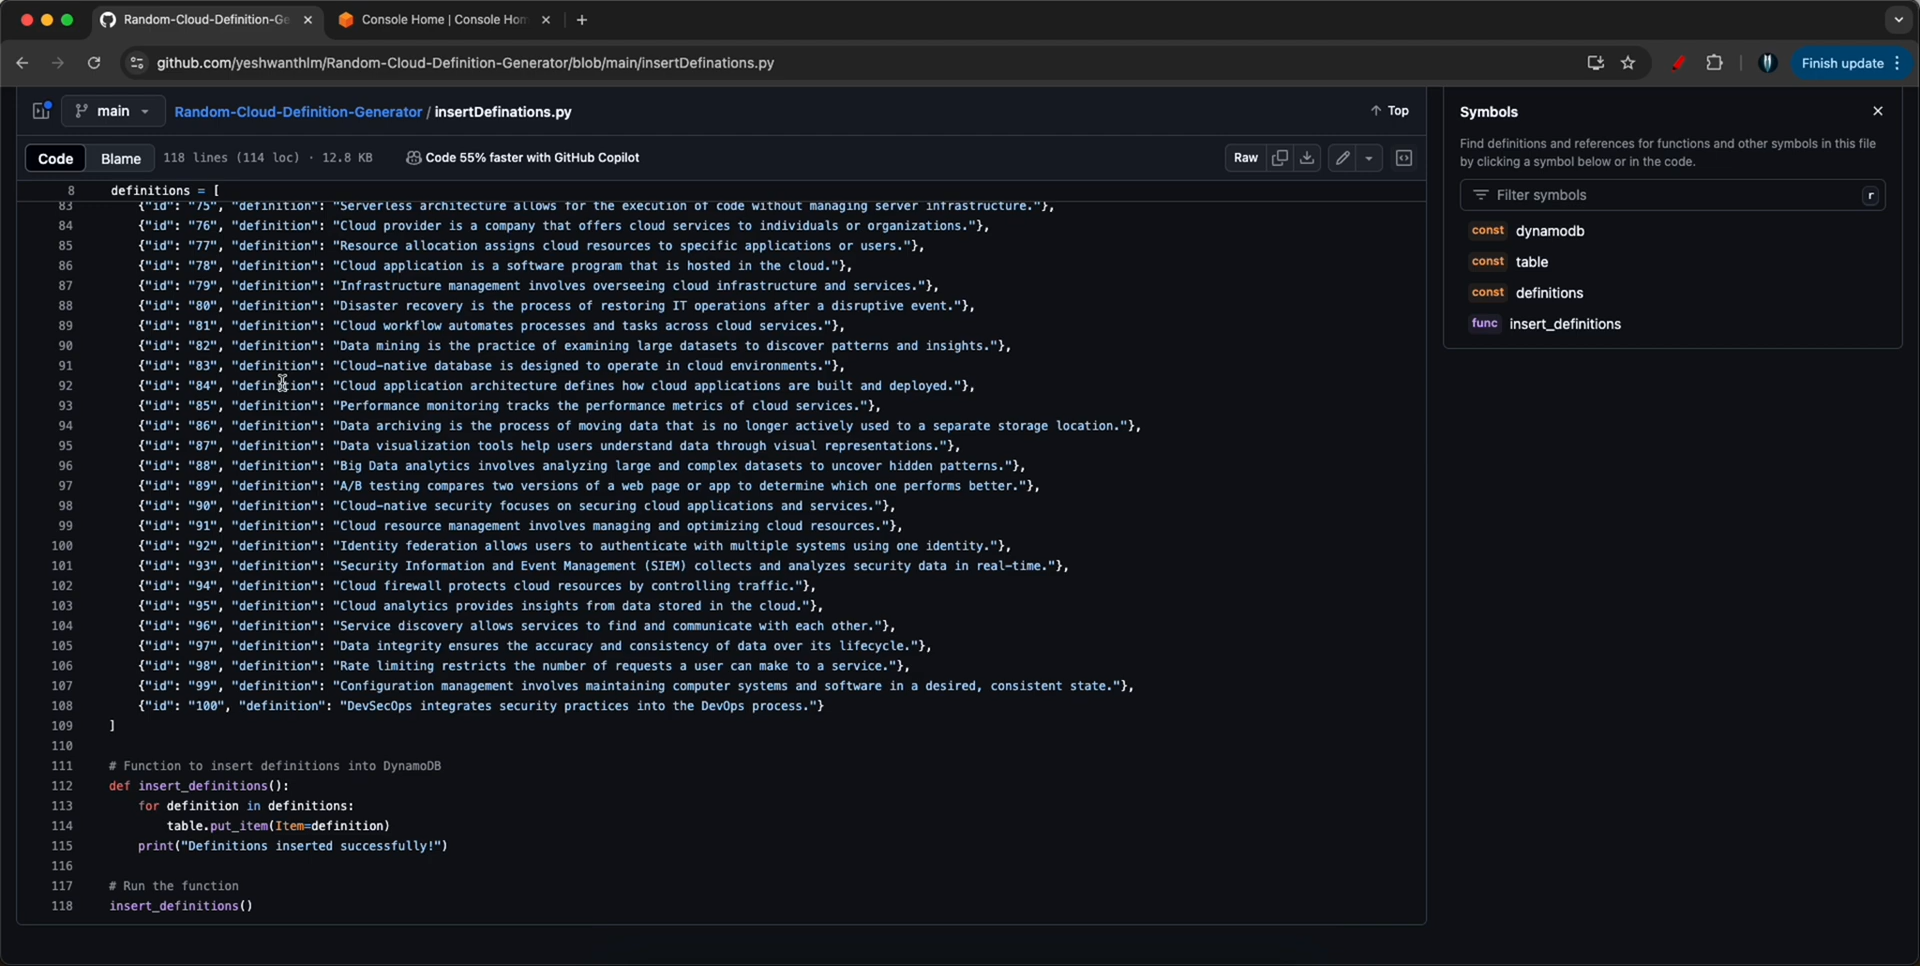 Random-Cloud-Definition-Ge
Console Home | Console Hom
github.com/yeshwanthlm/Random-Cloud-Definition-Generator/blob/main/insertDefinations.py
Finish update
main
Random-Cloud-Definition-Generator / insertDefinations.py
Top
Code
Blame
118 lines (114 loc) · 12.8 KB
Code 55% faster with GitHub Copilot
Raw
8 definitions = [
83 {"id": "75", "definition": "Serverless architecture allows for the execution of code without managing server infrastructure."},
84 {"id": "76", "definition": "Cloud provider is a company that offers cloud services to individuals or organizations."},
85 {"id": "77", "definition": "Resource allocation assigns cloud resources to specific applications or users."},
86 {"id": "78", "definition": "Cloud application is a software program that is hosted in the cloud."},
87 {"id": "79", "definition": "Infrastructure management involves overseeing cloud infrastructure and services."},
88 {"id": "80", "definition": "Disaster recovery is the process of restoring IT operations after a disruptive event."},
89 {"id": "81", "definition": "Cloud workflow automates processes and tasks across cloud services."},
90 {"id": "82", "definition": "Data mining is the practice of examining large datasets to discover patterns and insights."},
91 {"id": "83", "definition": "Cloud-native database is designed to operate in cloud environments."},
92 {"id": "84", "definition": "Cloud application architecture defines how cloud applications are built and deployed."},
93 {"id": "85", "definition": "Performance monitoring tracks the performance metrics of cloud services."},
94 {"id": "86", "definition": "Data archiving is the process of moving data that is no longer actively used to a separate storage location."},
95 {"id": "87", "definition": "Data visualization tools help users understand data through visual representations."},
96 {"id": "88", "definition": "Big Data analytics involves analyzing large and complex datasets to uncover hidden patterns."},
97 {"id": "89", "definition": "A/B testing compares two versions of a web page or app to determine which one performs better."},
98 {"id": "90", "definition": "Cloud-native security focuses on securing cloud applications and services."},
99 {"id": "91", "definition": "Cloud resource management involves managing and optimizing cloud resources."},
100 {"id": "92", "definition": "Identity federation allows users to authenticate with multiple systems using one identity."},
101 {"id": "93", "definition": "Security Information and Event Management (SIEM) collects and analyzes security data in real-time."},
102 {"id": "94", "definition": "Cloud firewall protects cloud resources by controlling traffic."},
103 {"id": "95", "definition": "Cloud analytics provides insights from data stored in the cloud."},
104 {"id": "96", "definition": "Service discovery allows services to find and communicate with each other."},
105 {"id": "97", "definition": "Data integrity ensures the accuracy and consistency of data over its lifecycle."},
106 {"id": "98", "definition": "Rate limiting restricts the number of requests a user can make to a service."},
107 {"id": "99", "definition": "Configuration management involves maintaining computer systems and software in a desired, consistent state."},
108 {"id": "100", "definition": "DevSecOps integrates security practices into the DevOps process."}
109 ]
110
111 # Function to insert definitions into DynamoDB
112 def insert_definitions():
113 for definition in definitions:
114 table.put_item(Item=definition)
115 print("Definitions inserted successfully!")
116
117 # Run the function
118 insert_definitions()
Symbols
Find definitions and references for functions and other symbols in this file
by clicking a symbol below or in the code.
Filter symbols
r
const dynamodb
const table
const definitions
func insert_definitions